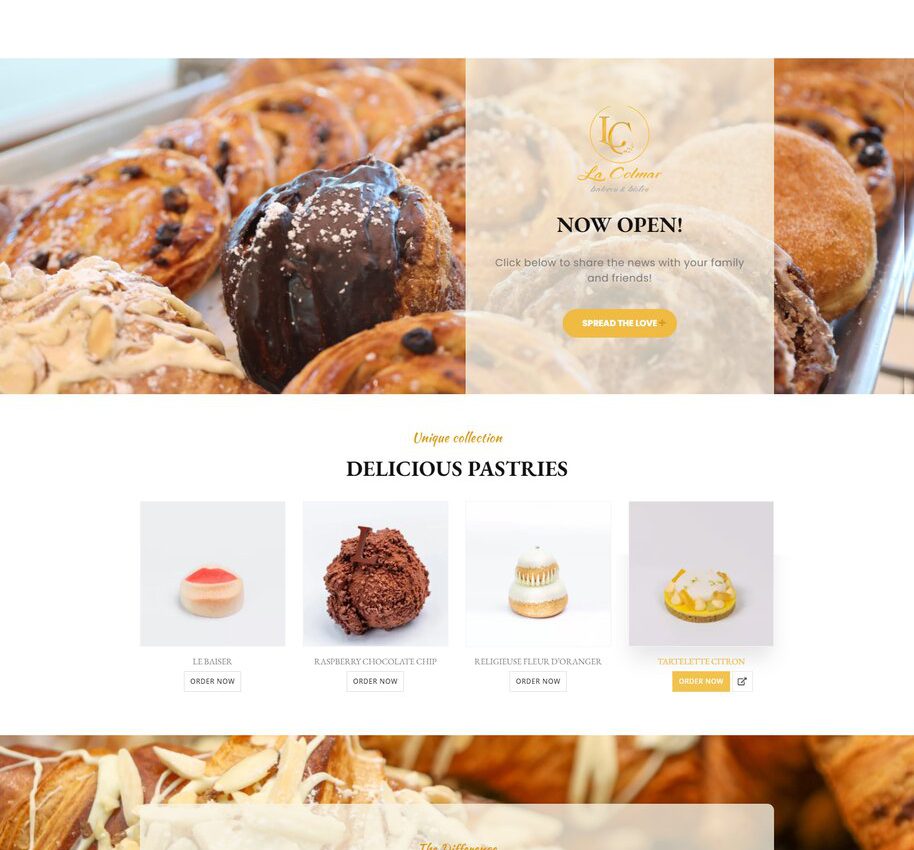 LC
La Colmar
bakery & bistro
NOW OPEN!
Click below to share the news with your family
and friends!
SPREAD THE LOVE +
Unique collection
DELICIOUS PASTRIES
LE BAISER
RASPBERRY CHOCOLATE CHIP
RELIGIEUSE FLEUR D'ORANGER
TARTELETTE CITRON
ORDER NOW
ORDER NOW
ORDER NOW
ORDER NOW
The Difference